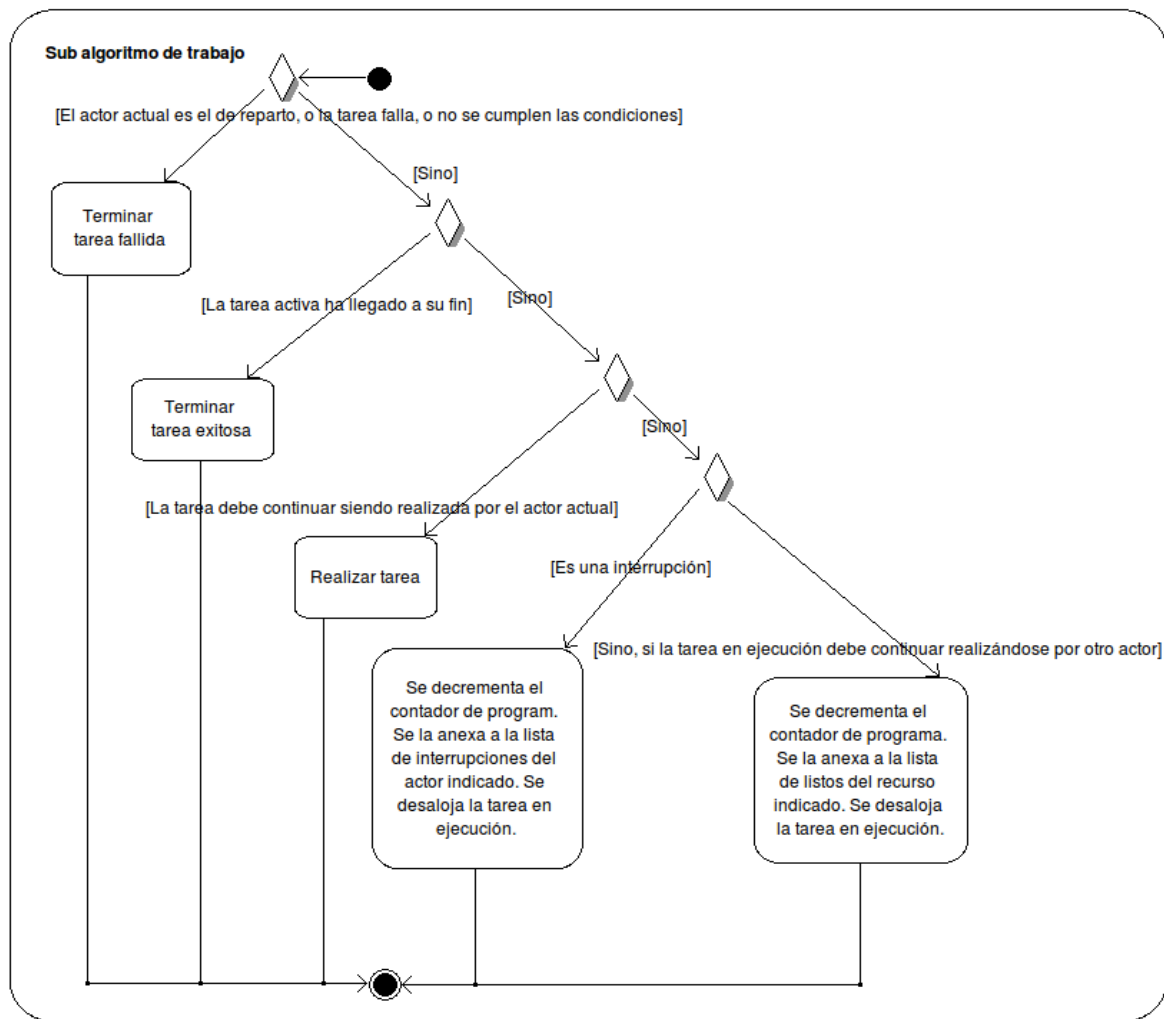 Sub algoritmo de trabajo
[El actor actual es el de reparto, o la tarea falla, o no se cumplen las condiciones]
[Sino]
Terminar
tarea fallida
[La tarea activa ha llegado a su fin]
[Sino]
Terminar
tarea exitosa
[Sino]
[La tarea debe continuar siendo realizada por el actor actual]
Realizar tarea
[Es una interrupción]
[Sino, si la tarea en ejecución debe continuar realizándose por otro actor]
Se decrementa el
contador de program.
Se la anexa a la lista
de interrupciones del
actor indicado. Se
desaloja la tarea en
ejecución.
Se decrementa el
contador de programa.
Se la anexa a la lista
de listos del recurso
indicado. Se desaloja
la tarea en ejecución.